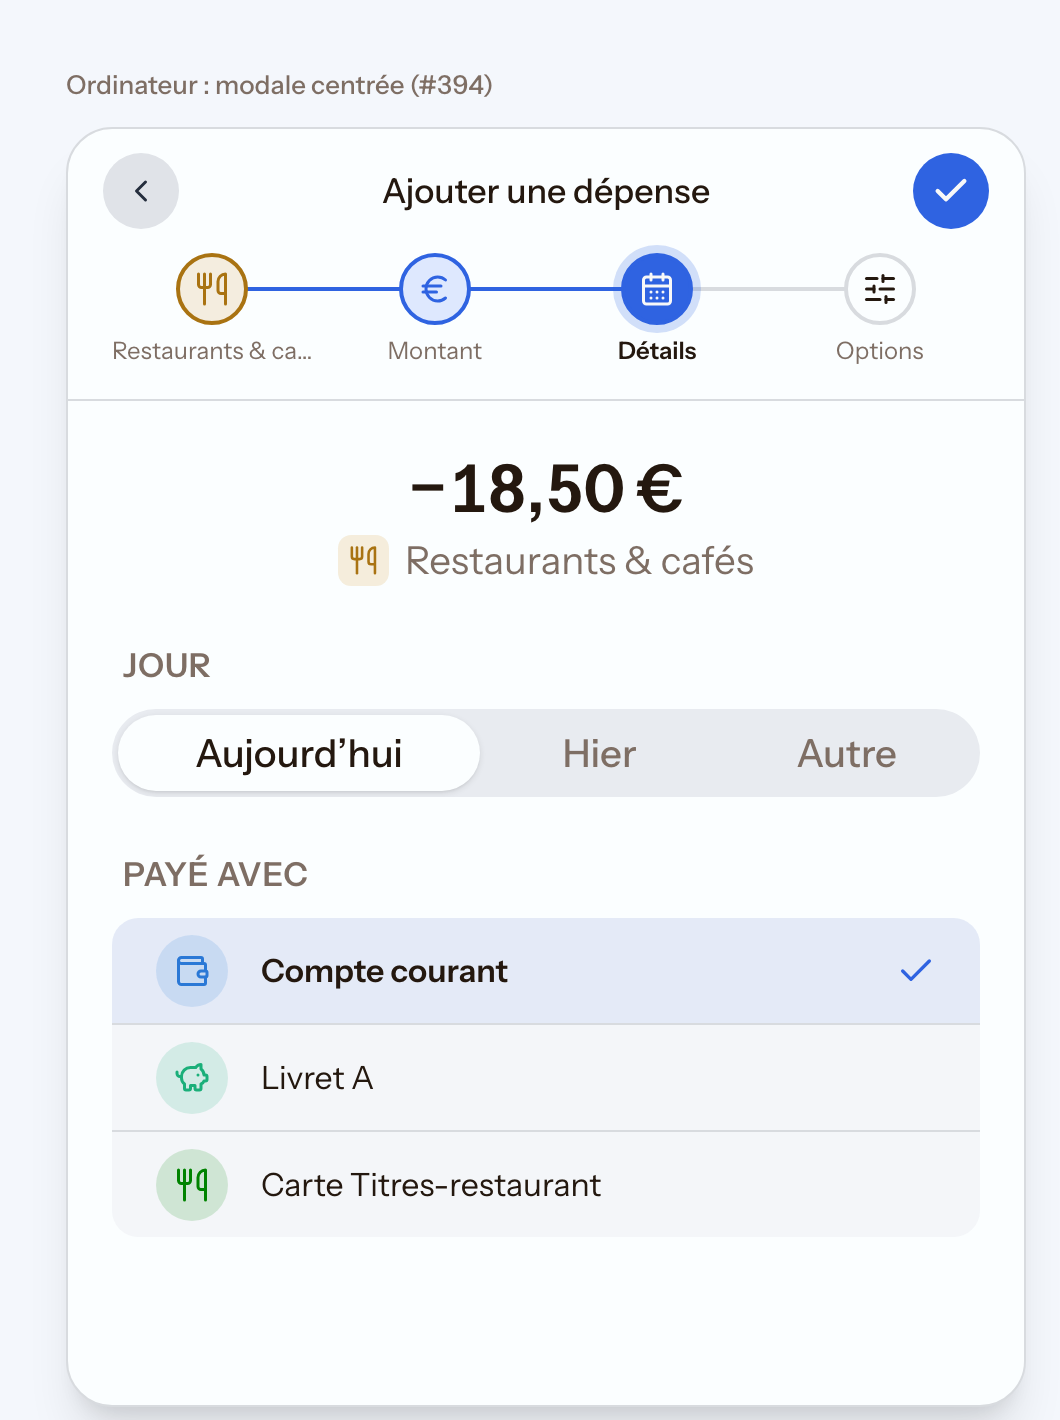 Ordinateur : modale centrée (#394)
Ajouter une dépense
Restaurants & ca...
Montant
Détails
Options
−18,50 €
Restaurants & cafés
JOUR
Aujourd’hui
Hier
Autre
PAYÉ AVEC
Compte courant
Livret A
Carte Titres-restaurant